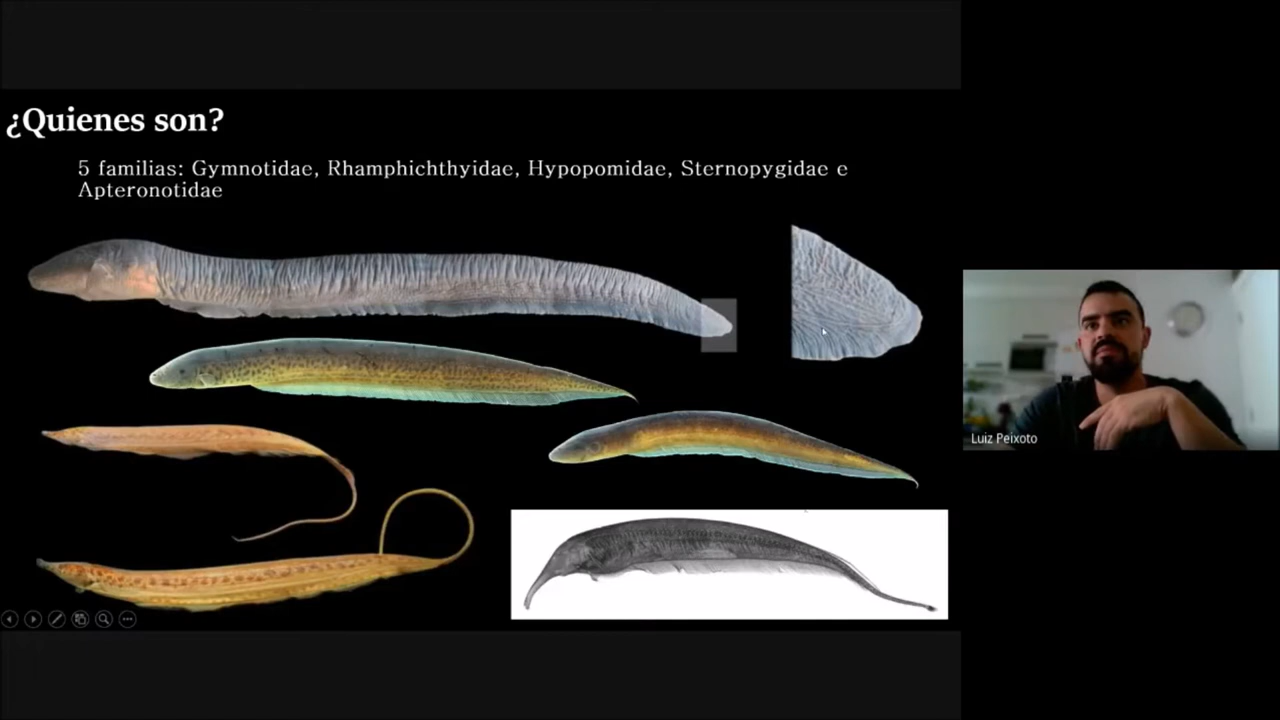 ¿Quienes son?
5 familias: Gymnotidae, Rhamphichthyidae, Hypopomidae, Sternopygidae e
Apteronotidae
Luiz Peixoto